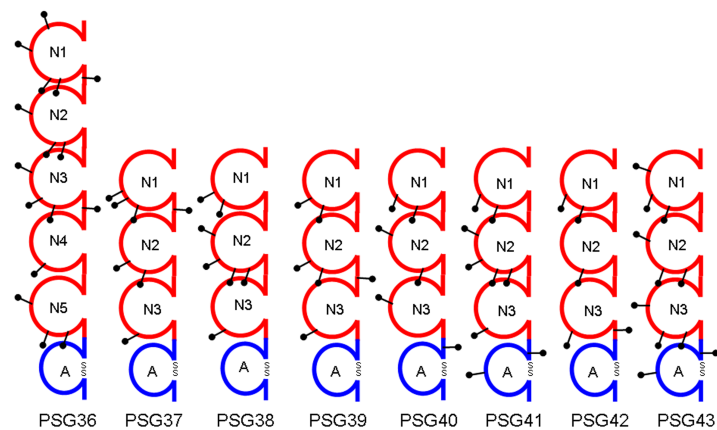 N1
N2
N3 N1 N1 N1 N1 N1 N1 N1
N4 N2 N2 N2 N2 N2 N2 N2
N5 N3 N3 N3 N3 N3 N3 N3
A A A A A A A A
S S S S S S S S
S S S S S S S S
PSG36 PSG37 PSG38 PSG39 PSG40 PSG41 PSG42 PSG43